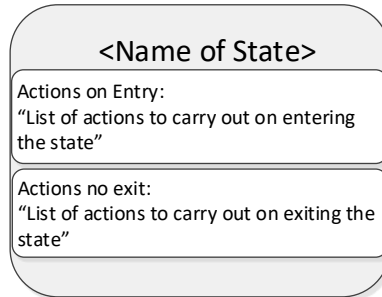 <Name of State>
Actions on Entry:
“List of actions to carry out on entering
the state”
Actions no exit:
“List of actions to carry out on exiting the
state”